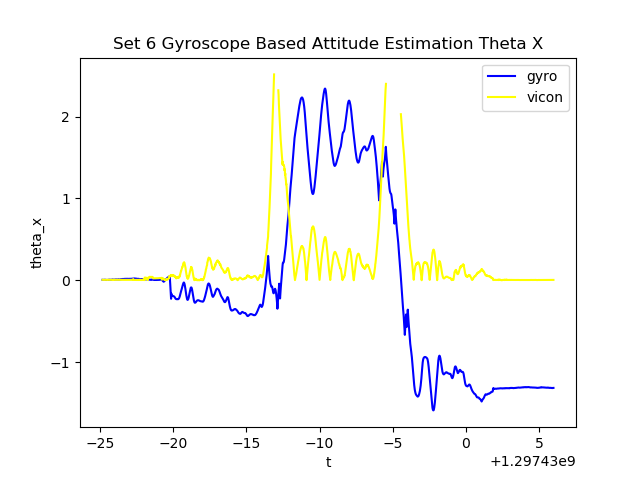 Set 6 Gyroscope Based Attitude Estimation Theta X
gyro
vicon
theta_x
2
1
0
−1
−25
−20
−15
−10
−5
0
5
t
+1.29743e9